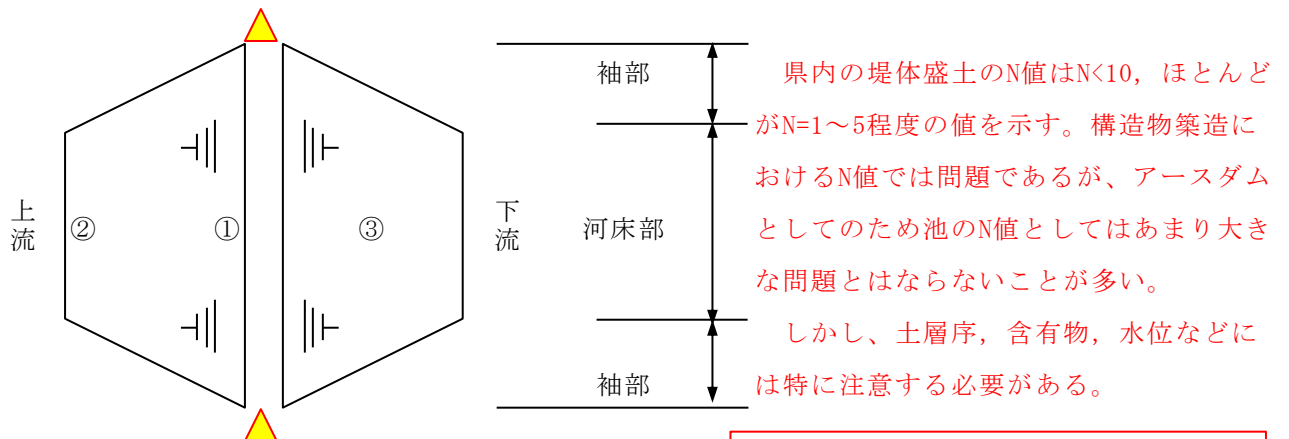 上流
②
①
③
下流
袖部
河床部
袖部
県内の堤体盛土のN値はN<10, ほとんど
がN=1～5程度の値を示す。構造物築造に
おけるN値では問題であるが、アースダム
としてのため池のN値としてはあまり大き
な問題とはならないことが多い。
しかし、土層序, 含有物, 水位などに
は特に注意する必要がある。